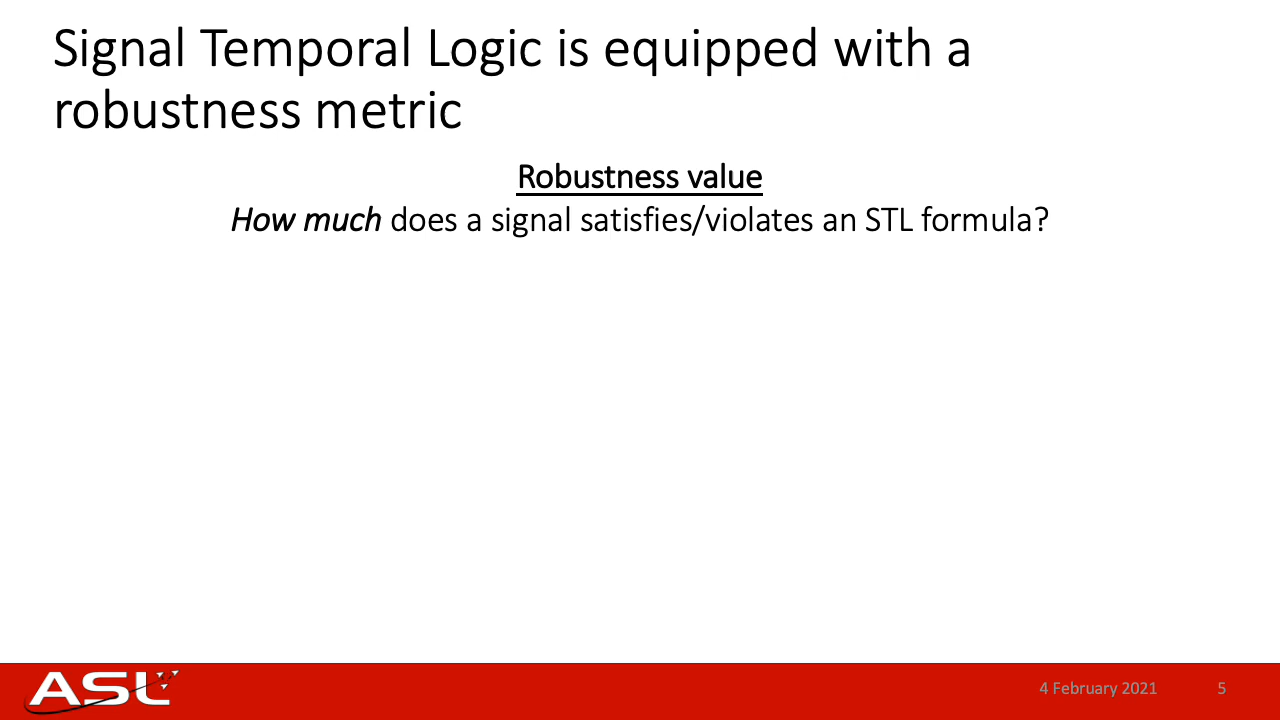 Signal Temporal Logic is equipped with a
robustness metric
Robustness value
How much does a signal satisfies/violates an STL formula?
ASL
4 February 2021
5